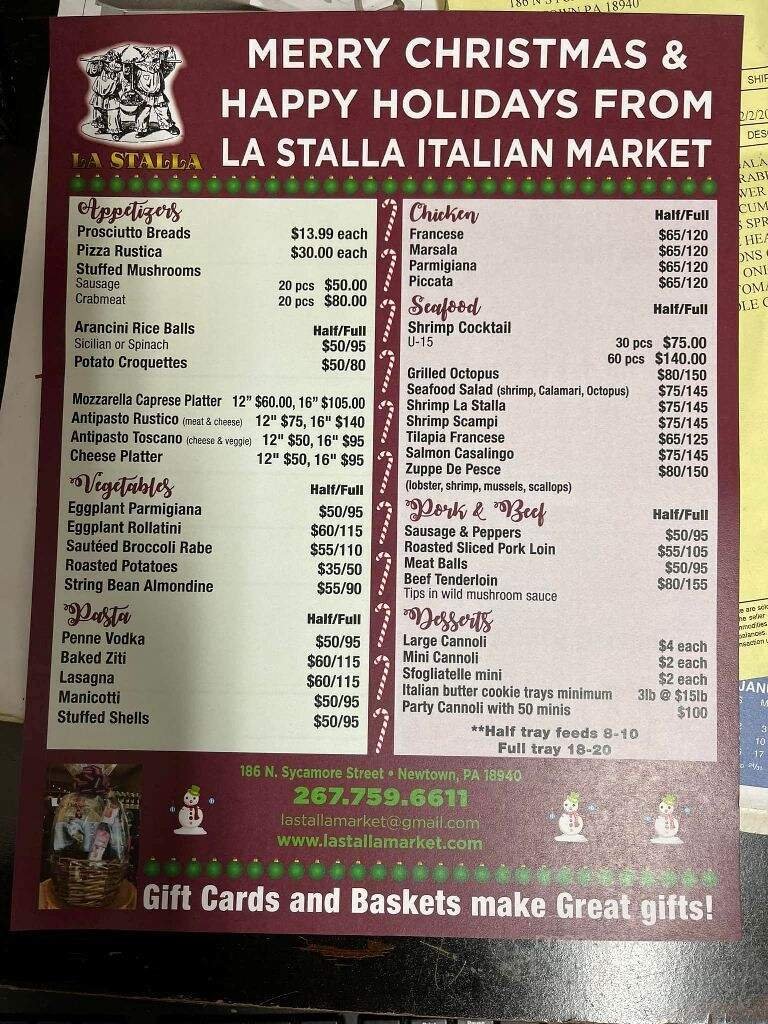 186 N S
NEWTOWN PA 18940
MERRY CHRISTMAS &
HAPPY HOLIDAYS FROM
LA STALLA ITALIAN MARKET
LA STALLA
Appetizers
Prosciutto Breads $13.99 each
Pizza Rustica $30.00 each
Stuffed Mushrooms
Sausage 20 pcs $50.00
Crabmeat 20 pcs $80.00
Arancini Rice Balls Half/Full
Sicilian or Spinach $50/95
Potato Croquettes $50/80
Mozzarella Caprese Platter 12” $60.00, 16” $105.00
Antipasto Rustico (meat & cheese) 12" $75, 16" $140
Antipasto Toscano (cheese & veggie) 12" $50, 16" $95
Cheese Platter 12" $50, 16" $95
Vegetables Half/Full
Eggplant Parmigiana $50/95
Eggplant Rollatini $60/115
Sautéed Broccoli Rabe $55/110
Roasted Potatoes $35/50
String Bean Almondine $55/90
Pasta Half/Full
Penne Vodka $50/95
Baked Ziti $60/115
Lasagna $60/115
Manicotti $50/95
Stuffed Shells $50/95
Chicken Half/Full
Francese $65/120
Marsala $65/120
Parmigiana $65/120
Piccata $65/120
Seafood Half/Full
Shrimp Cocktail
U-15 30 pcs $75.00
60 pcs $140.00
Grilled Octopus $80/150
Seafood Salad (shrimp, Calamari, Octopus) $75/145
Shrimp La Stalla $75/145
Shrimp Scampi $75/145
Tilapia Francese $65/125
Salmon Casalingo $75/145
Zuppe De Pesce $80/150
(lobster, shrimp, mussels, scallops)
Pork & Beef Half/Full
Sausage & Peppers $50/95
Roasted Sliced Pork Loin $55/105
Meat Balls $50/95
Beef Tenderloin $80/155
Tips in wild mushroom sauce
Desserts
Large Cannoli $4 each
Mini Cannoli $2 each
Sfogliatelle mini $2 each
Italian butter cookie trays minimum 3lb @ $15lb
Party Cannoli with 50 minis $100
**Half tray feeds 8-10
Full tray 18-20
186 N. Sycamore Street • Newtown, PA 18940
267.759.6611
lastallamarket@gmail.com
www.lastallamarket.com
Gift Cards and Baskets make Great gifts!